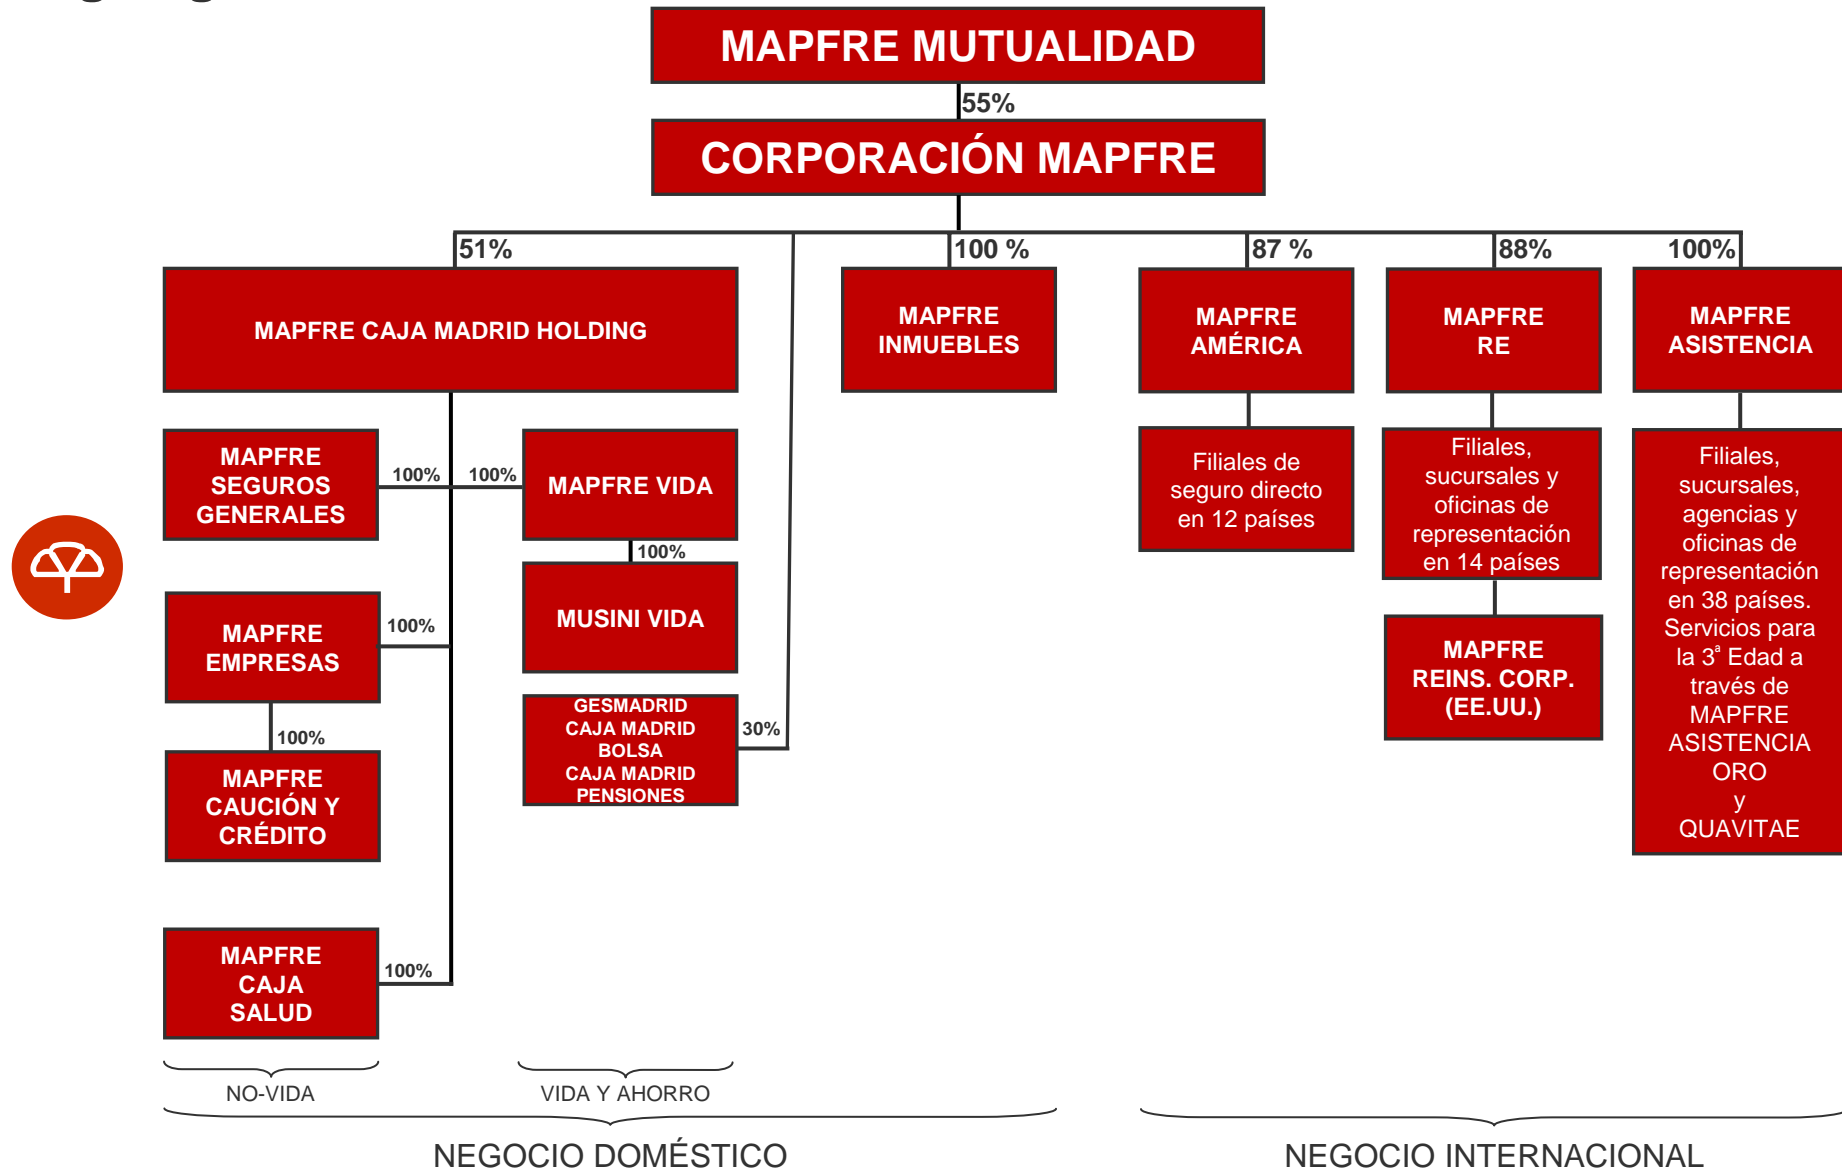 MAPFRE MUTUALIDAD
55%
CORPORACIÓN MAPFRE
51%
100 %
87 %
88%
100%
MAPFRE CAJA MADRID HOLDING
MAPFRE
INMUEBLES
MAPFRE
AMÉRICA
MAPFRE
RE
MAPFRE
ASISTENCIA
MAPFRE
SEGUROS
GENERALES
100%
100%
MAPFRE VIDA
100%
MUSINI VIDA
MAPFRE
EMPRESAS
100%
100%
MAPFRE
CAUCIÓN Y
CRÉDITO
GESMADRID
CAJA MADRID
BOLSA
CAJA MADRID
PENSIONES
30%
MAPFRE
CAJA
SALUD
100%
Filiales de
seguro directo
en 12 países
Filiales,
sucursales y
oficinas de
representación
en 14 países
MAPFRE
REINS. CORP.
(EE.UU.)
Filiales,
sucursales,
agencias y
oficinas de
representación
en 38 países.
Servicios para
la 3ª Edad a
través de
MAPFRE
ASISTENCIA
ORO
y
QUAVITAE
NO-VIDA
VIDA Y AHORRO
NEGOCIO DOMÉSTICO
NEGOCIO INTERNACIONAL